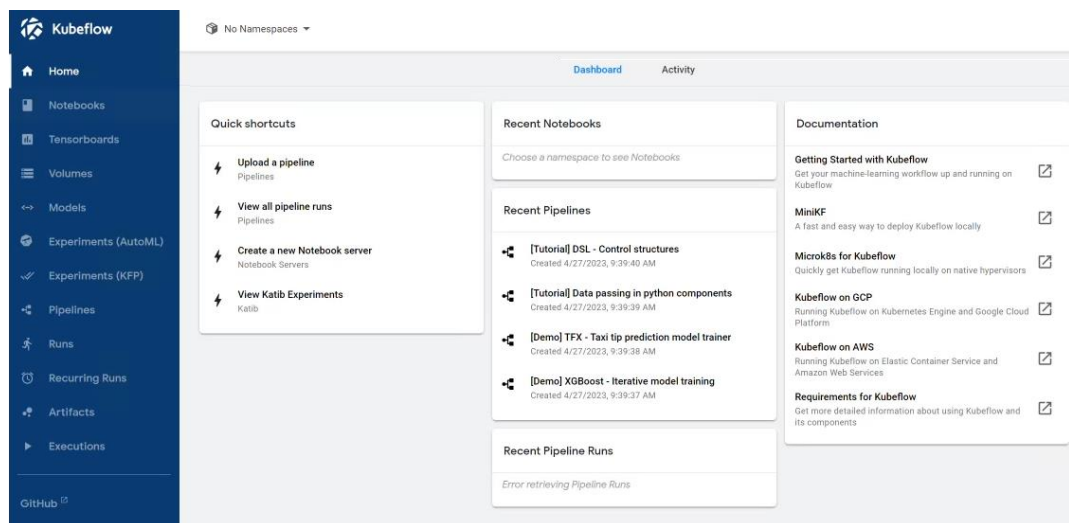 Kubeflow
Home
Notebooks
Tensorboards
Volumes
Models
Experiments (AutoML)
Experiments (KFP)
Pipelines
Runs
Recurring Runs
Artifacts
Executions
GitHub
No Namespaces
Dashboard Activity
Quick shortcuts
Upload a pipeline
Pipelines
View all pipeline runs
Pipelines
Create a new Notebook server
Notebook Servers
View Katib Experiments
Katib
Recent Notebooks
Choose a namespace to see Notebooks
Recent Pipelines
[Tutorial] DSL - Control structures
Created 4/27/2023, 9:39:40 AM
[Tutorial] Data passing in python components
Created 4/27/2023, 9:39:39 AM
[Demo] TFX - Taxi tip prediction model trainer
Created 4/27/2023, 9:39:38 AM
[Demo] XGBoost - Iterative model training
Created 4/27/2023, 9:39:37 AM
Recent Pipeline Runs
Error retrieving Pipeline Runs
Documentation
Getting Started with Kubeflow
Get your machine-learning workflow up and running on
Kubeflow
MiniKF
A fast and easy way to deploy Kubeflow locally
Microk8s for Kubeflow
Quickly get Kubeflow running locally on native hypervisors
Kubeflow on GCP
Running Kubeflow on Kubernetes Engine and Google Cloud
Platform
Kubeflow on AWS
Running Kubeflow on Elastic Container Service and
Amazon Web Services
Requirements for Kubeflow
Get more detailed information about using Kubeflow and
its components